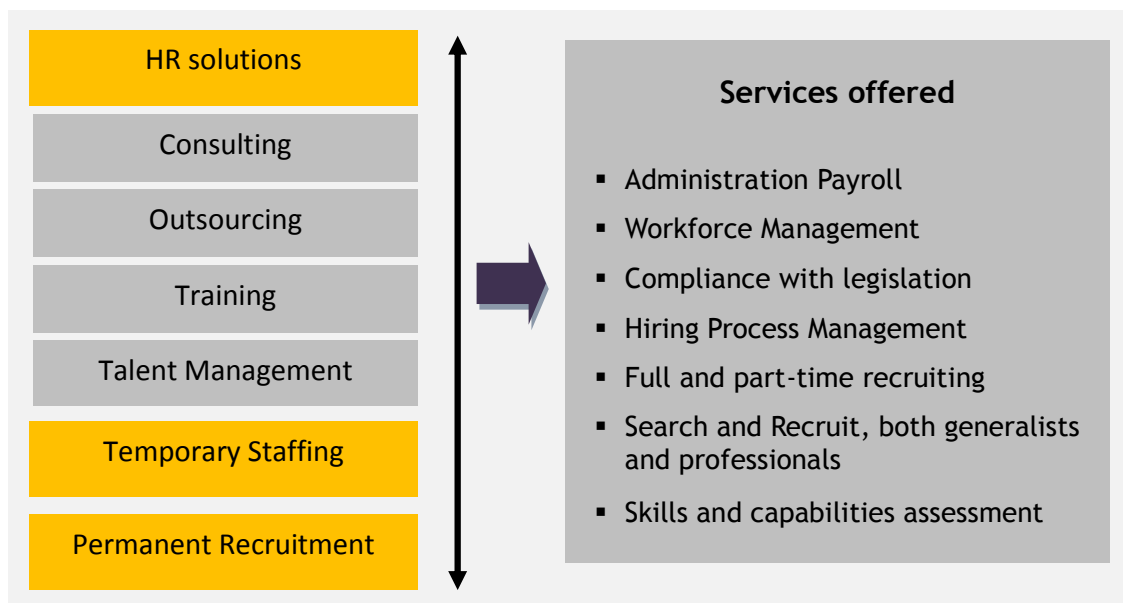 HR solutions
Consulting
Outsourcing
Training
Talent Management
Temporary Staffing
Permanent Recruitment
Services offered
▪ Administration Payroll
▪ Workforce Management
▪ Compliance with legislation
▪ Hiring Process Management
▪ Full and part-time recruiting
▪ Search and Recruit, both generalists
and professionals
▪ Skills and capabilities assessment